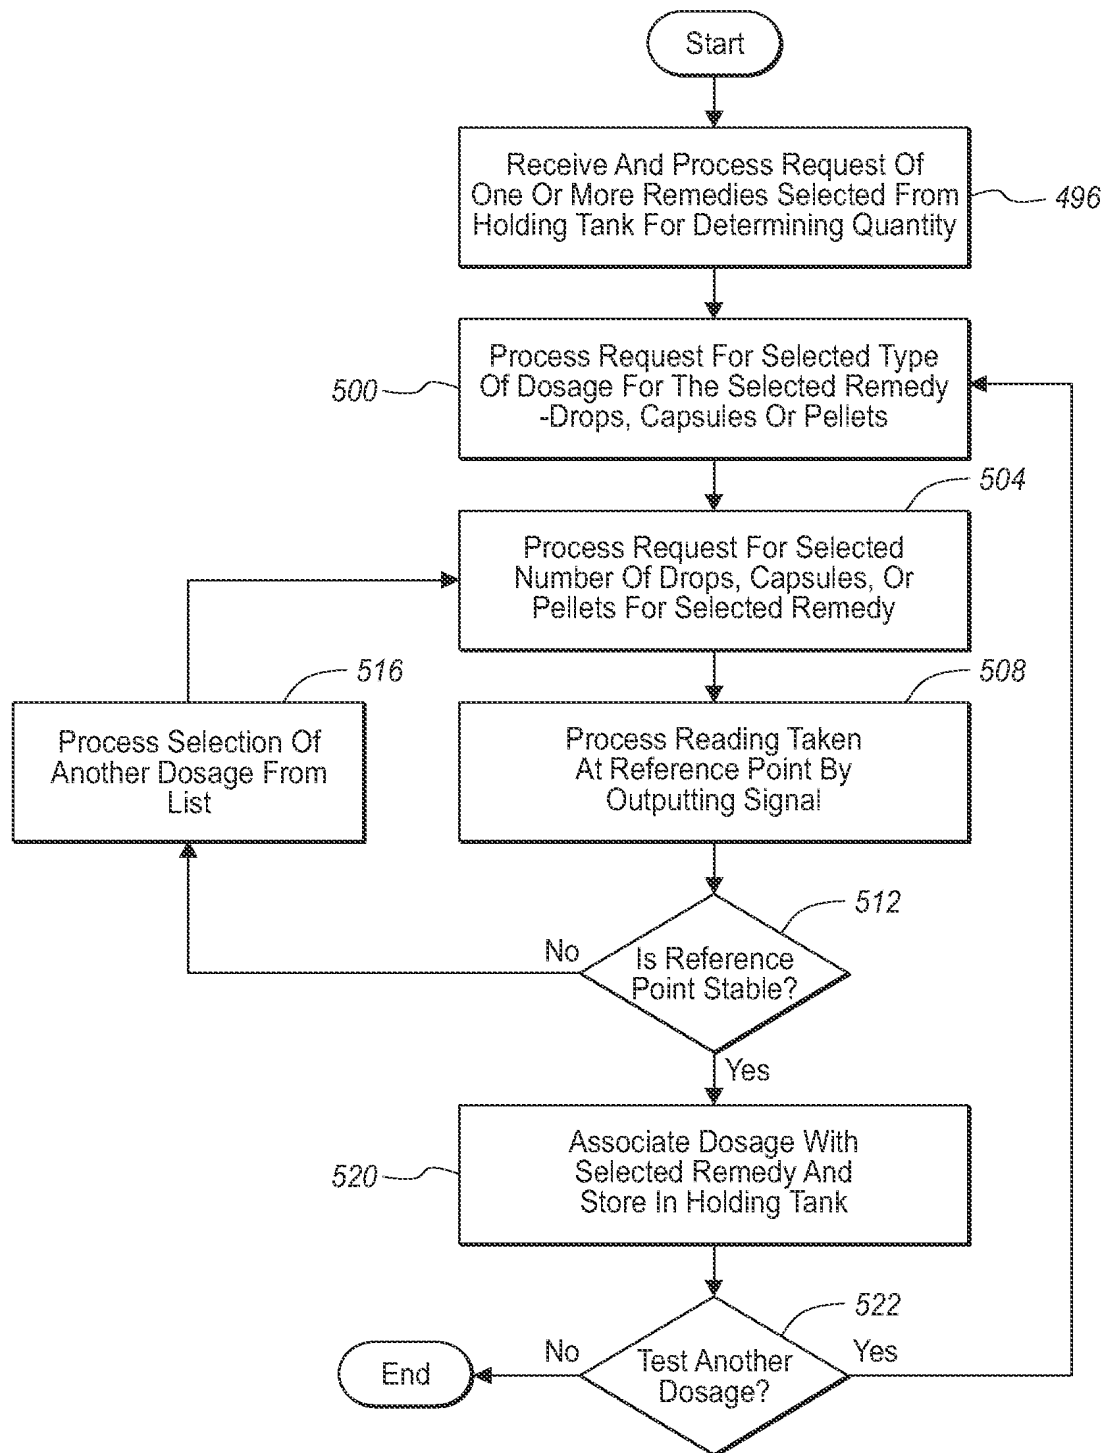 Start
Receive And Process Request Of
One Or More Remedies Selected From
Holding Tank For Determining Quantity
496
Process Request For Selected Type
Of Dosage For The Selected Remedy
-Drops, Capsules Or Pellets
500
504
Process Request For Selected
Number Of Drops, Capsules, Or
Pellets For Selected Remedy
516
Process Selection Of
Another Dosage From
List
508
Process Reading Taken
At Reference Point By
Outputting Signal
512
No
Is Reference
Point Stable?
Yes
Associate Dosage With
Selected Remedy And
Store In Holding Tank
520
522
End
No
Test Another
Dosage?
Yes